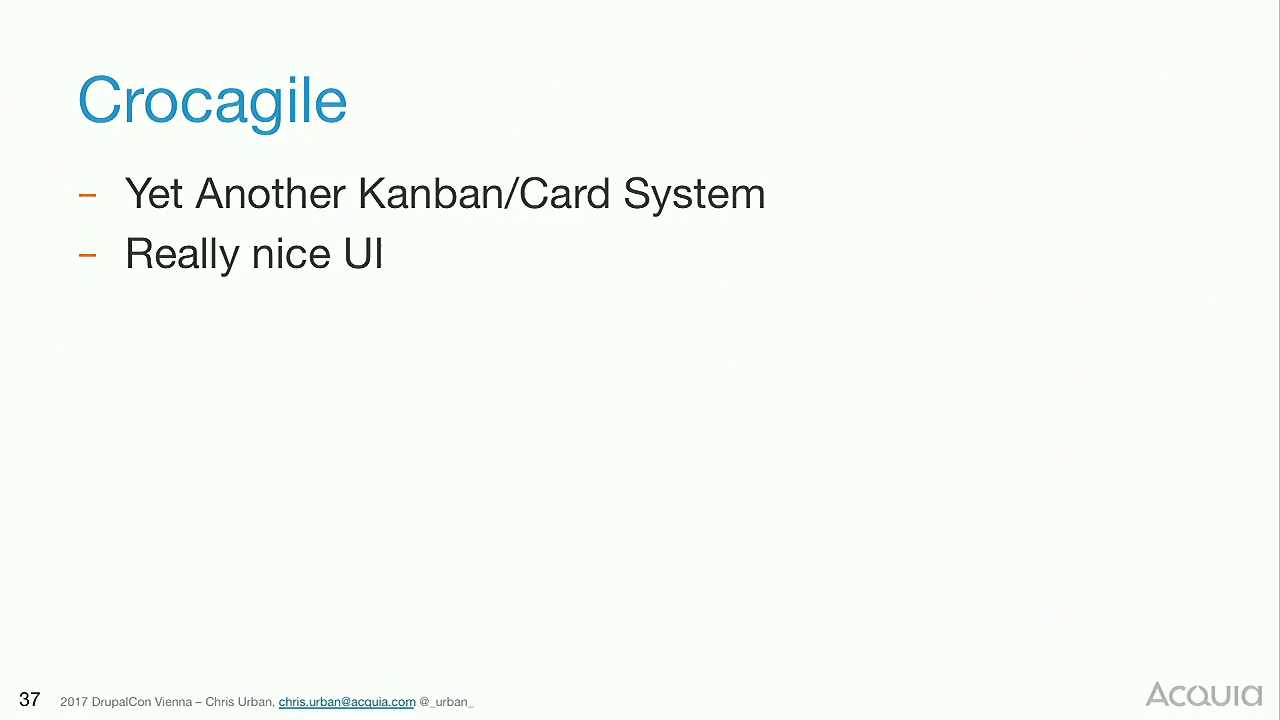 Crocagile
– Yet Another Kanban/Card System
– Really nice UI
37 2017 DrupalCon Vienna – Chris Urban, chris.urban@acquia.com @_urban_
Acquia